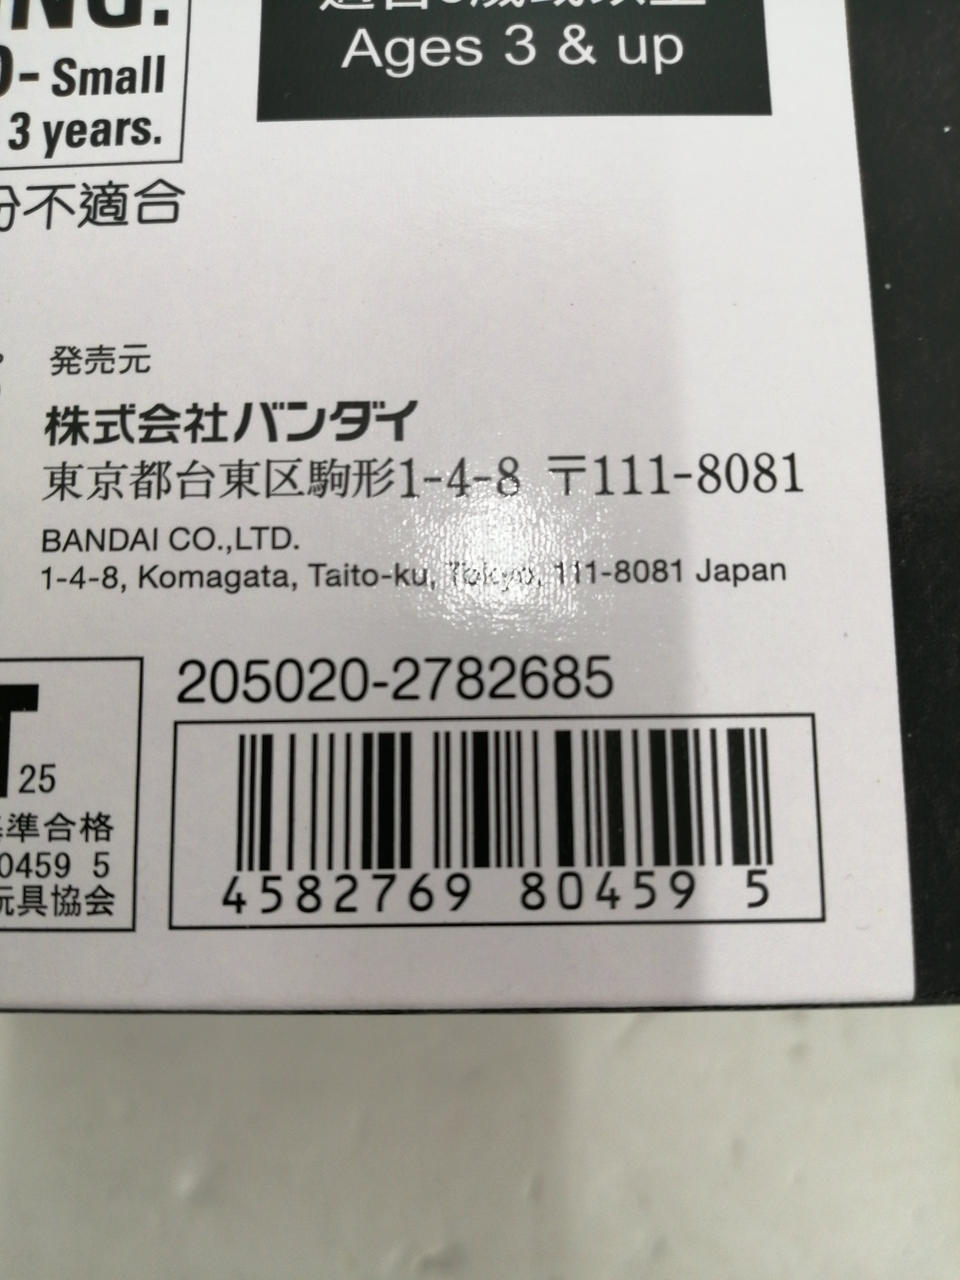 NG.
- Small
3 years.
Ages 3 & up
分不適合
発売元
株式会社バンダイ
東京都台東区駒形1-4-8 〒111-8081
BANDAI CO.,LTD.
1-4-8, Komagata, Taito-ku, Tokyo, 111-8081 Japan
205020-2782685
T
25
準合格
0459 5
玩具協会
4582769 80459 5